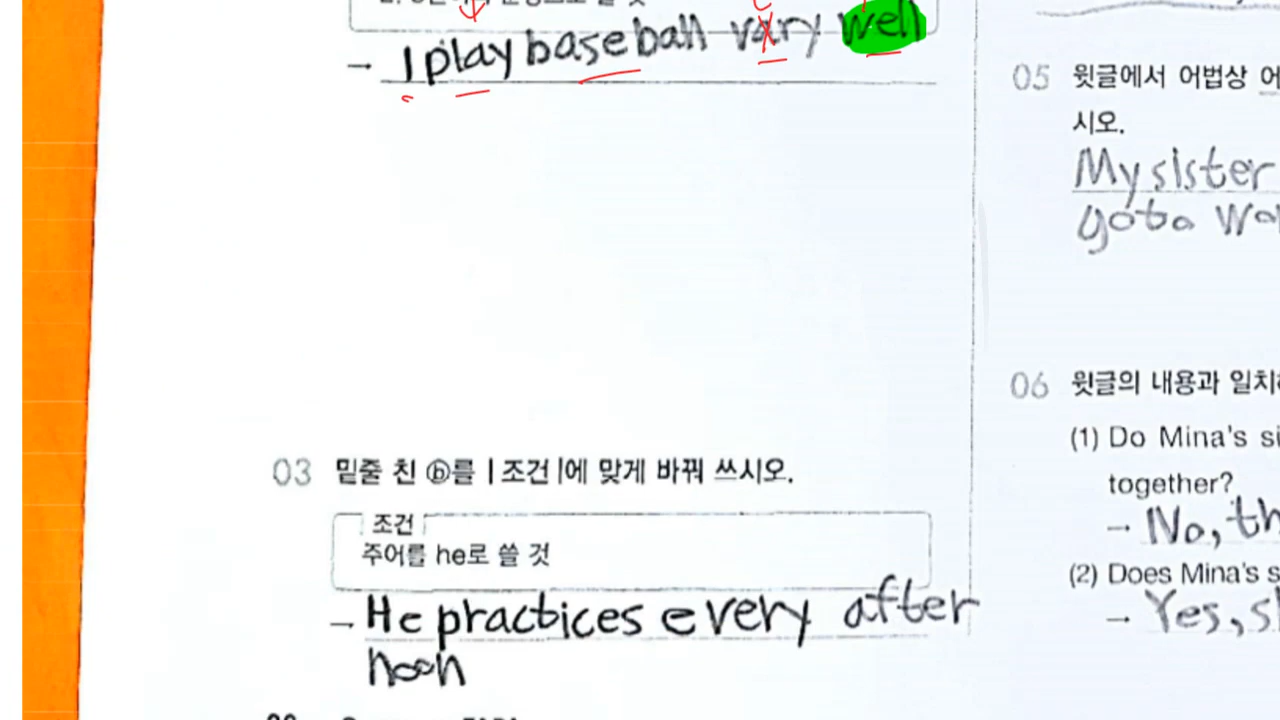 → I play baseball vary well
03 밑줄 친 ⓑ를 |조건|에 맞게 바꿔 쓰시오.
조건
주어를 he로 쓸 것
→ He practices every after
noon
05 윗글에서 어법상 어
시오.
My sister
go to
06 윗글의 내용과 일치
(1) Do Mina's si
together?
→ No, th
(2) Does Mina's s
→ Yes, s